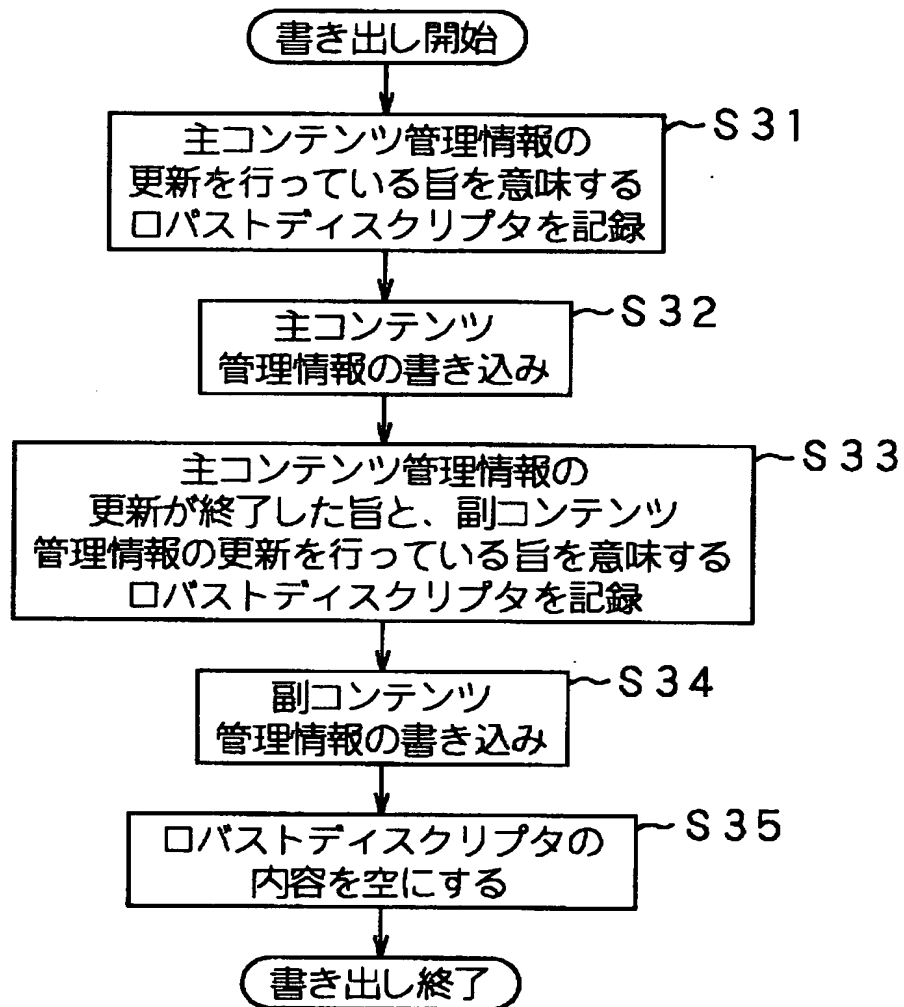 書き出し開始
S31
主コンテンツ管理情報の
更新を行っている旨を意味する
ロバストディスクリプタを記録
S32
主コンテンツ
管理情報の書き込み
S33
主コンテンツ管理情報の
更新が終了した旨と、副コンテンツ
管理情報の更新を行っている旨を意味する
ロバストディスクリプタを記録
S34
副コンテンツ
管理情報の書き込み
S35
ロバストディスクリプタの
内容を空にする
書き出し終了